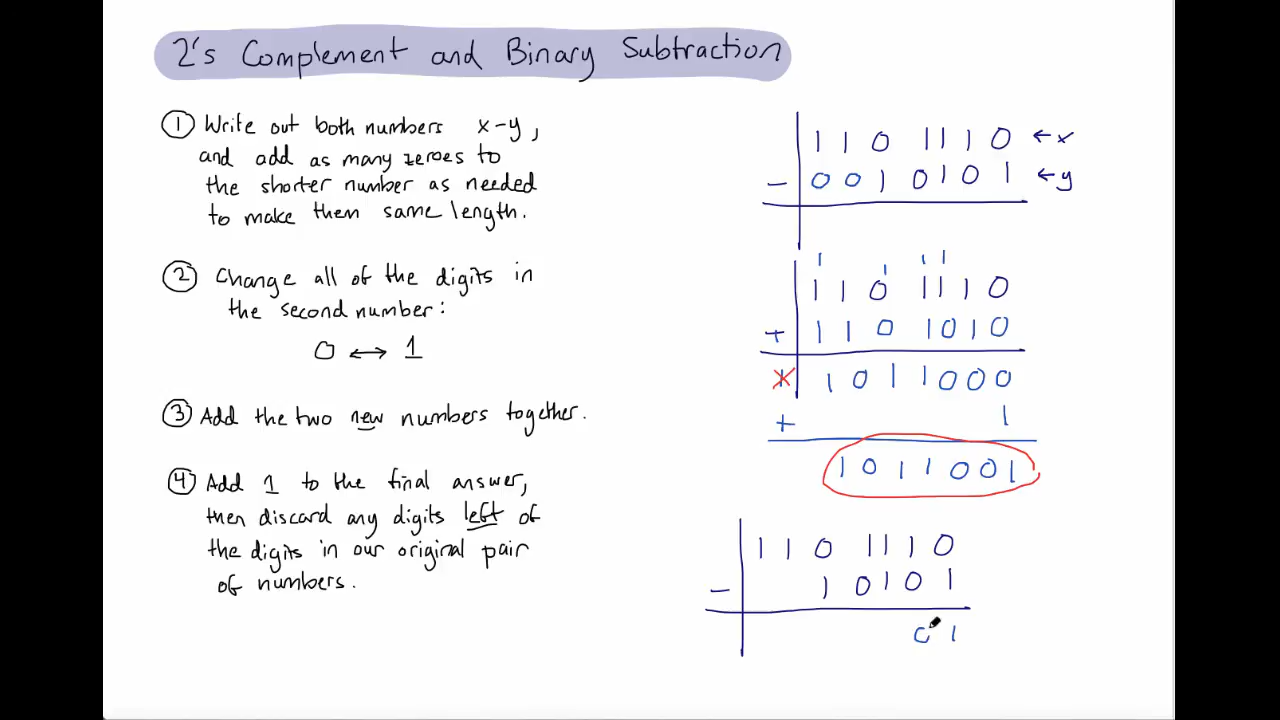 2's Complement and Binary Subtraction
① Write out both numbers x-y,
and add as many zeroes to
the shorter number as needed
to make them same length.
② Change all of the digits in
the second number:
0 ↔ 1
③ Add the two new numbers together.
④ Add 1 to the final answer,
then discard any digits left of
the digits in our original pair
of numbers.
1 1 0 1 1 1 0 ← x
- 0 0 1 0 1 0 1 ← y
1 1 1 1
1 1 0 1 1 1 0
+ 1 1 0 1 0 1 0
1 1 0 1 1 0 0 0
+ 1
1 0 1 1 0 0 1
1 1 0 1 1 1 0
- 1 0 1 0 1
0 1